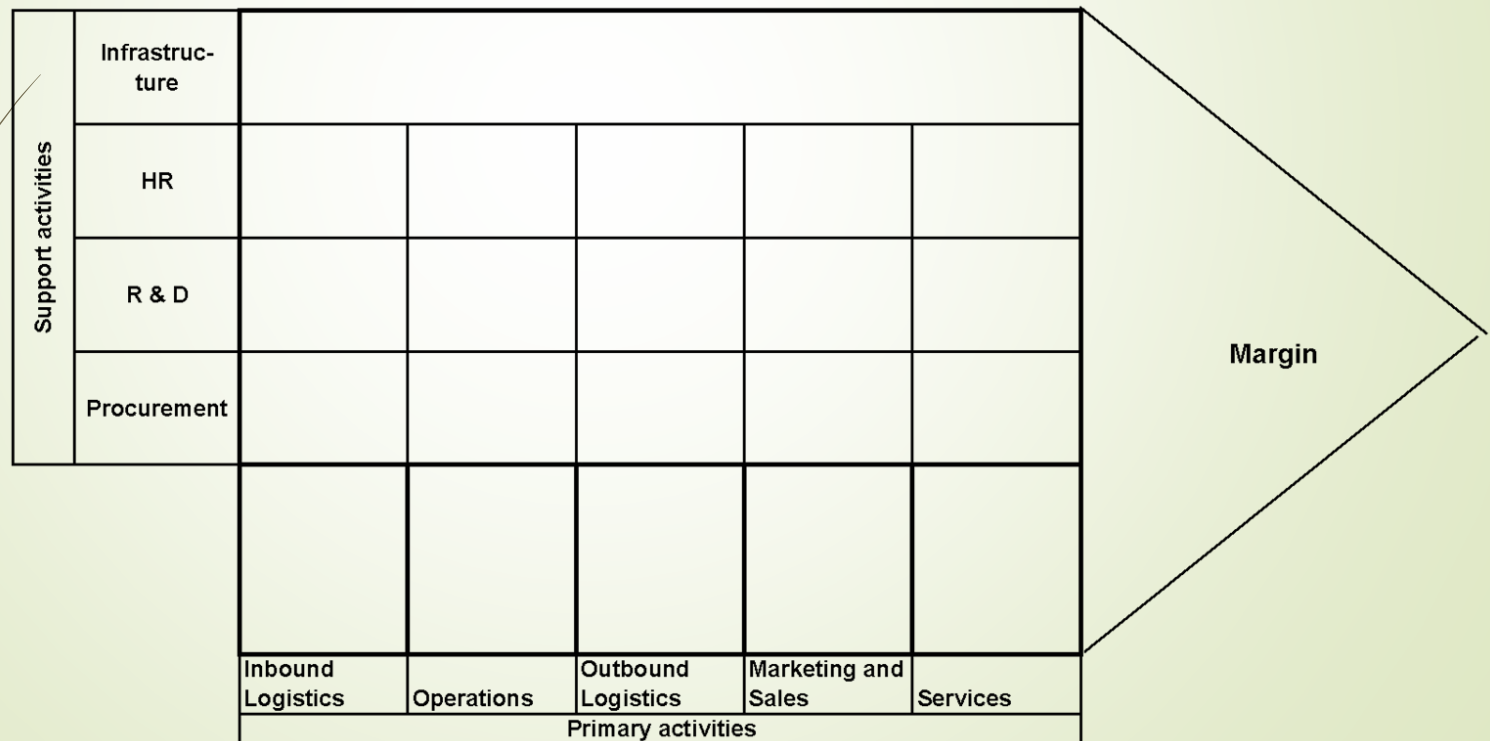 Support activities
Infrastruc-
ture
HR
R & D
Procurement
Margin
Inbound
Logistics
Operations
Outbound
Logistics
Marketing and
Sales
Services
Primary activities